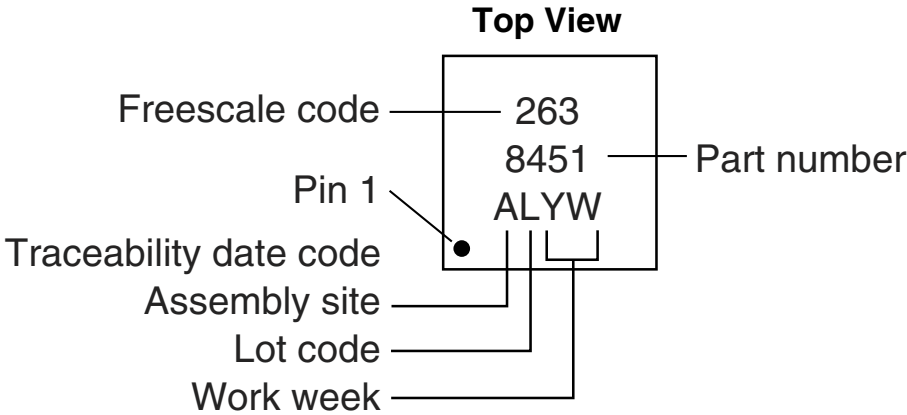 Top View
Freescale code
263
8451
Part number
Pin 1
ALYW
Traceability date code
Assembly site
Lot code
Work week